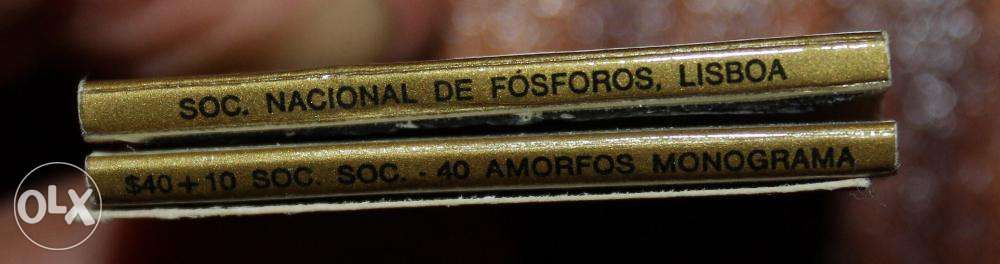 SOC. NACIONAL DE FÓSFOROS, LISBOA
$40+10 SOC. SOC. - 40 AMORFOS MONOGRAMA
OLX